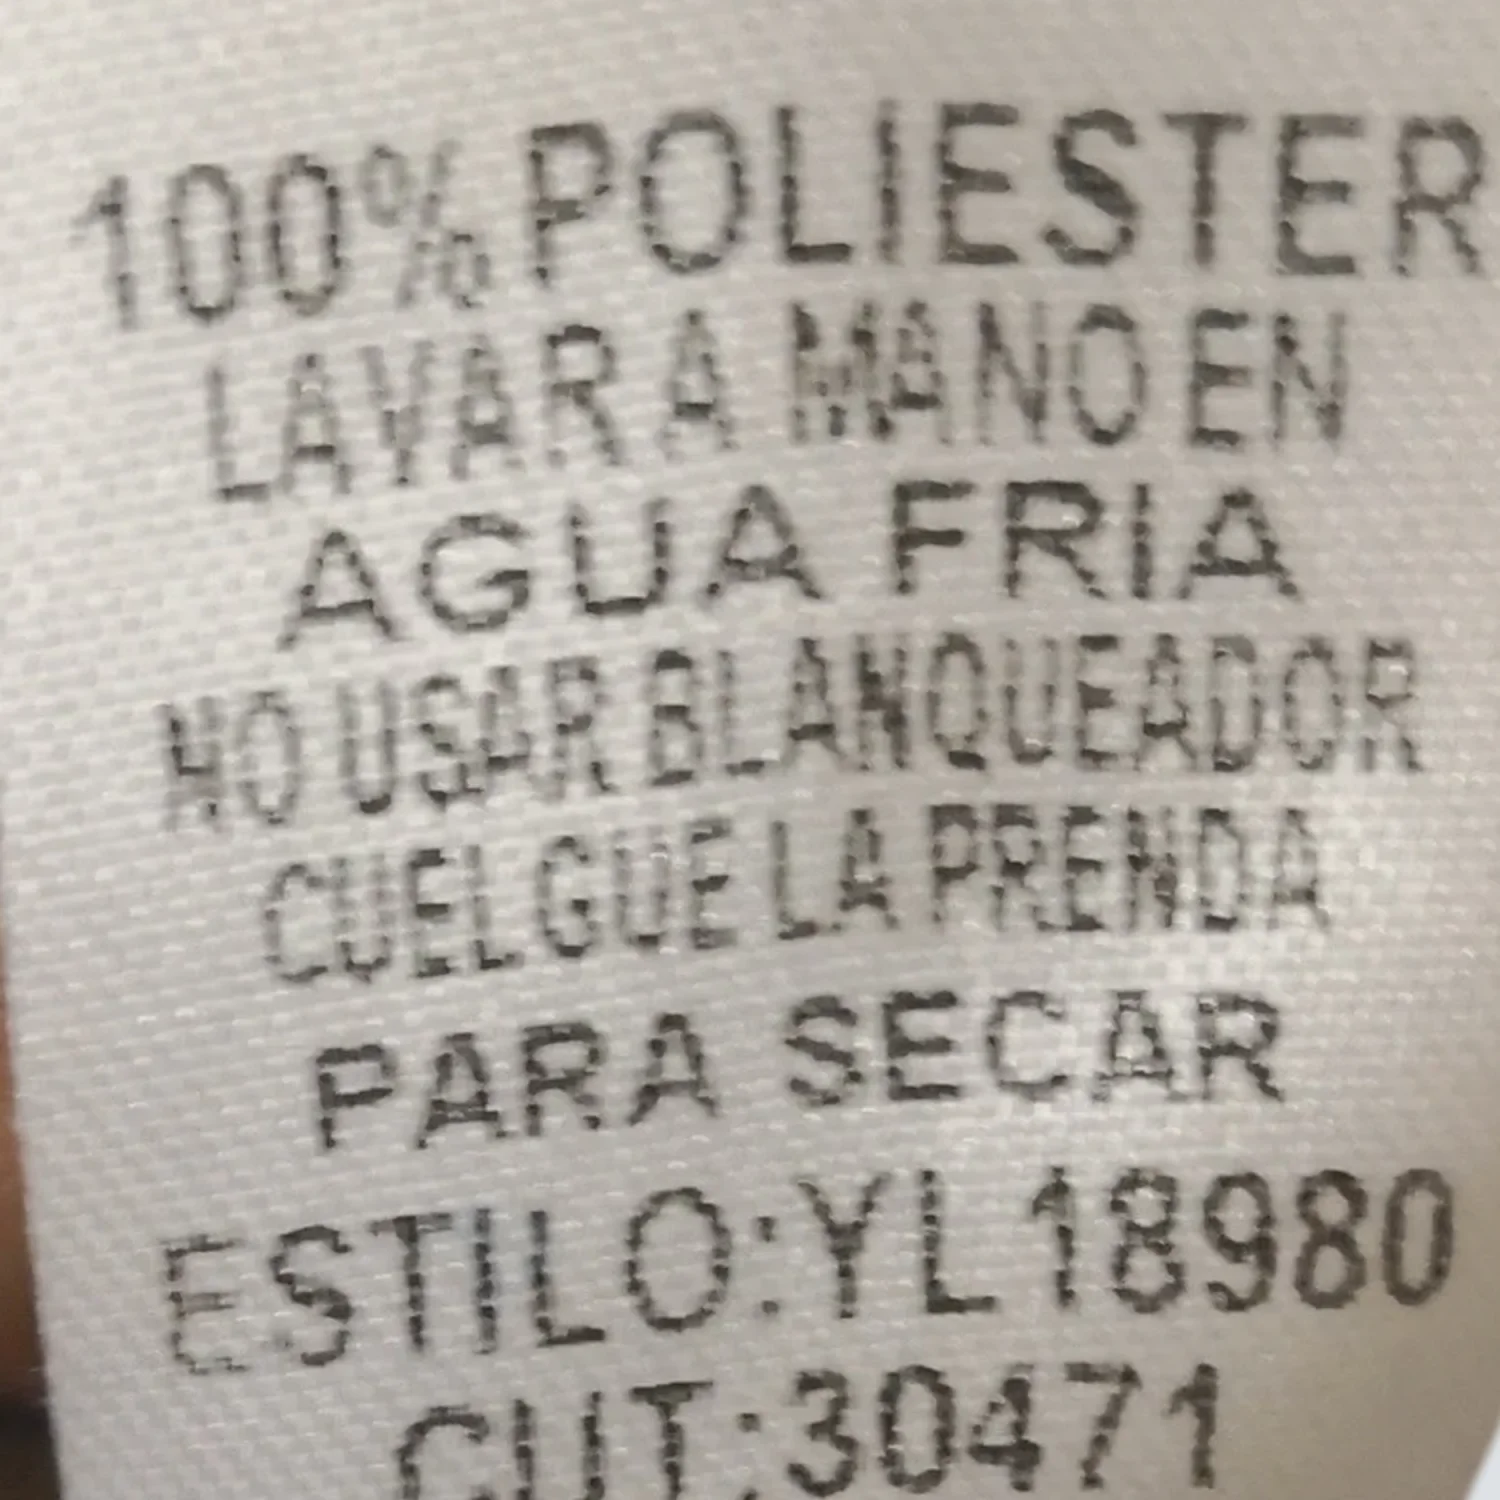 100% POLIESTER
LAVAR A MANO EN
AGUA FRIA
NO USAR BLANQUEADOR
CUELGUE LA PRENDA
PARA SECAR
ESTILO:YL18980
CUT:30471